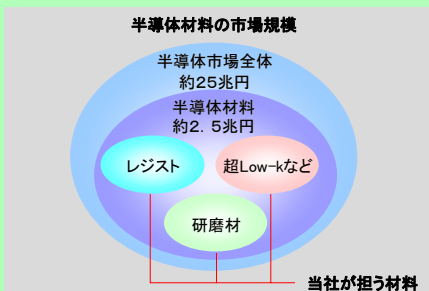 半導体材料の市場規模
半導体市場全体
約25兆円
半導体材料
約2．5兆円
レジスト
超Low-kなど
研磨材
当社が担う材料